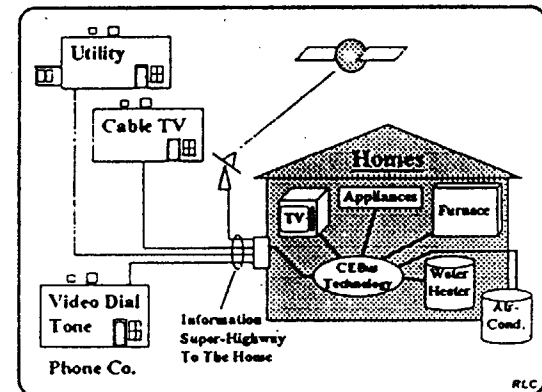 Utility
Cable TV
Homes
TV
Appliances
Furnace
CEBus
Technology
Water
Heater
Air-
Cond.
Video Dial
Tone
Phone Co.
Information
Super-Highway
To The Home
RLC